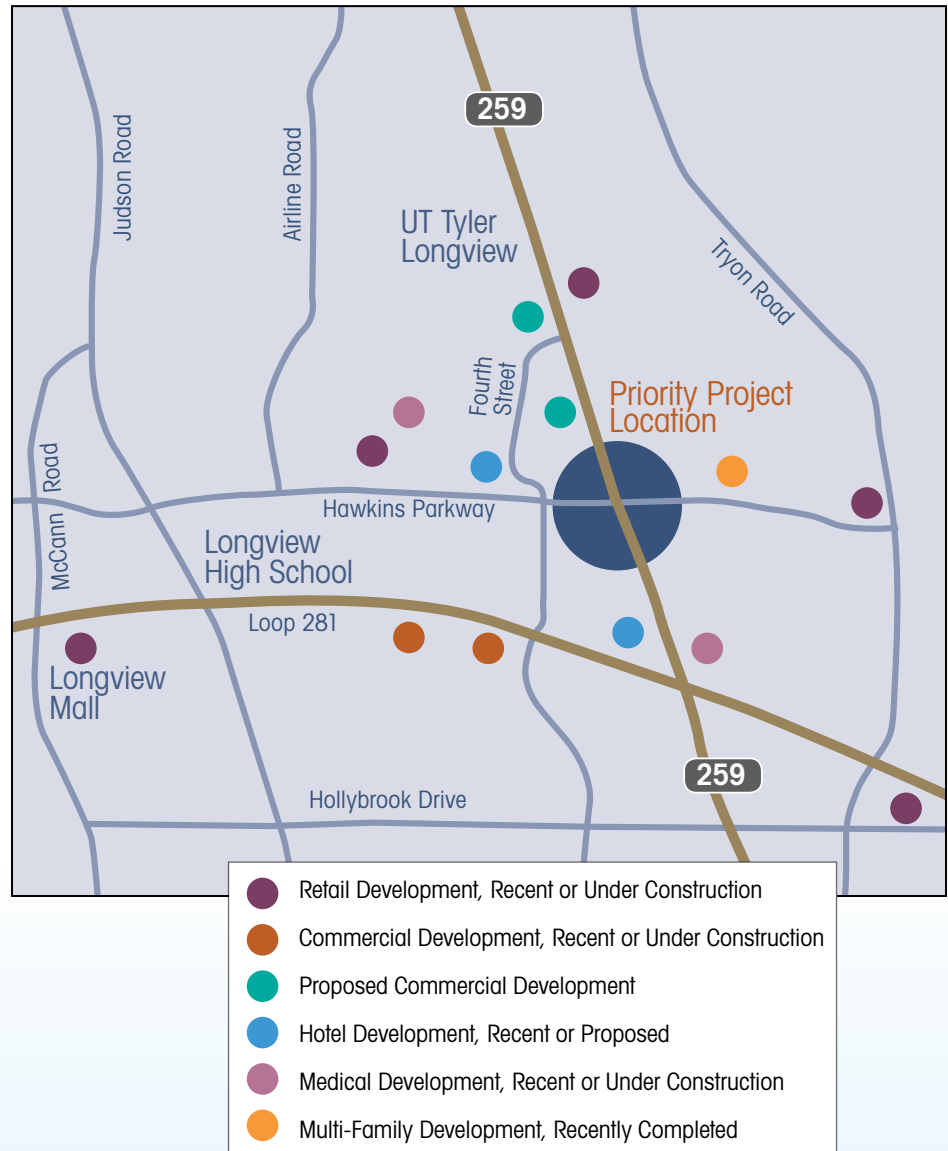 259
Judson Road
Airline Road
UT Tyler
Longview
Tryon Road
Fourth
Street
Priority Project
Location
McCann Road
Hawkins Parkway
Longview
High School
Loop 281
Longview
Mall
259
Hollybrook Drive
Retail Development, Recent or Under Construction
Commercial Development, Recent or Under Construction
Proposed Commercial Development
Hotel Development, Recent or Proposed
Medical Development, Recent or Under Construction
Multi-Family Development, Recently Completed